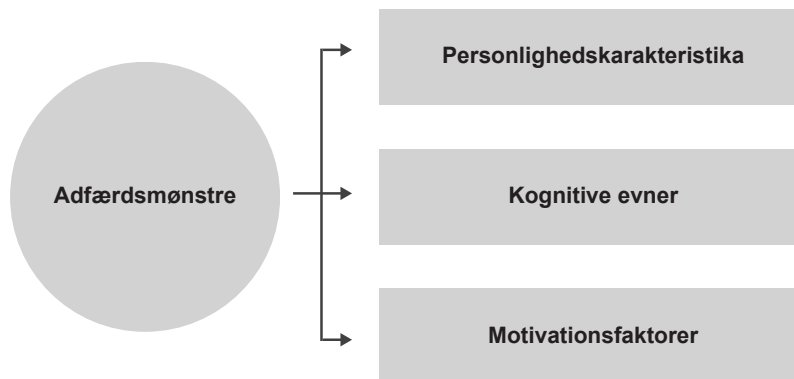 Personlighedskarakteristika
Adfærdsmønstre
Kognitive evner
Motivationsfaktorer